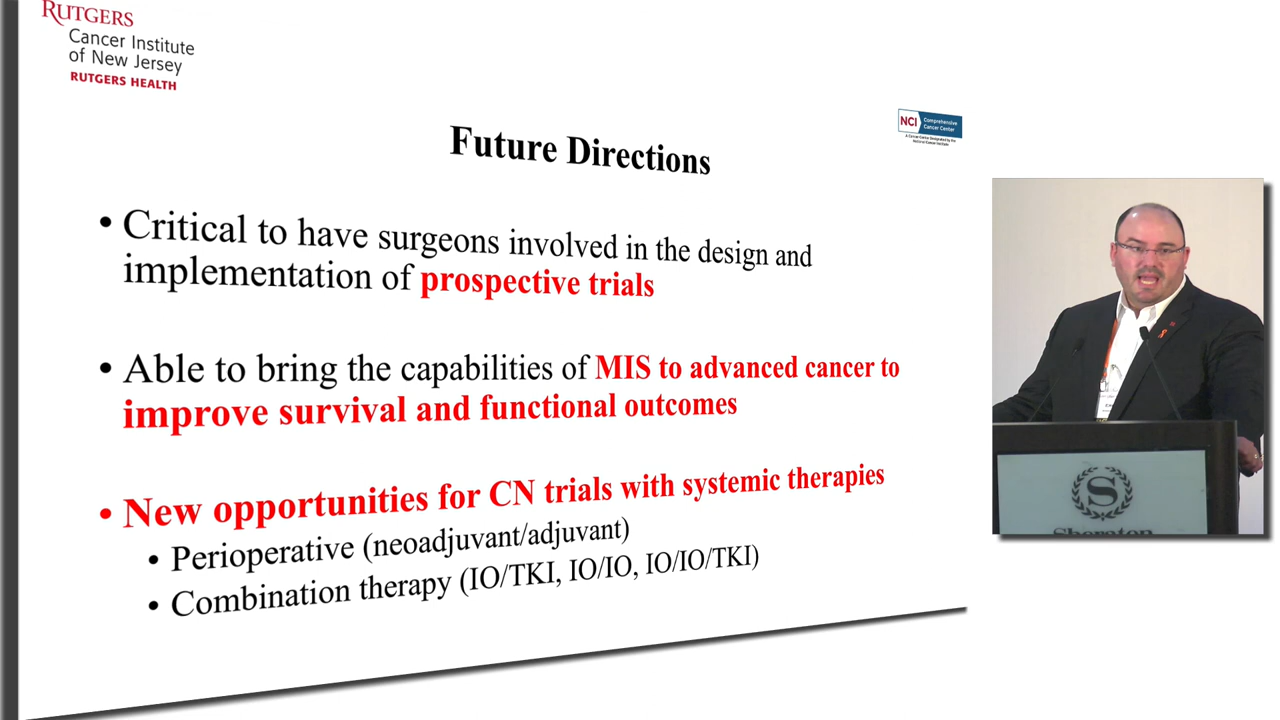 RUTGERS
Cancer Institute
of New Jersey
RUTGERS HEALTH
NCI
Comprehensive
Cancer Center
A Cancer Center Designated by the
National Cancer Institute
Future Directions
• Critical to have surgeons involved in the design and
implementation of prospective trials
• Able to bring the capabilities of MIS to advanced cancer to
improve survival and functional outcomes
• New opportunities for CN trials with systemic therapies
• Perioperative (neoadjuvant/adjuvant)
• Combination therapy (IO/TKI, IO/IO, IO/IO/TKI)
S
Sheraton